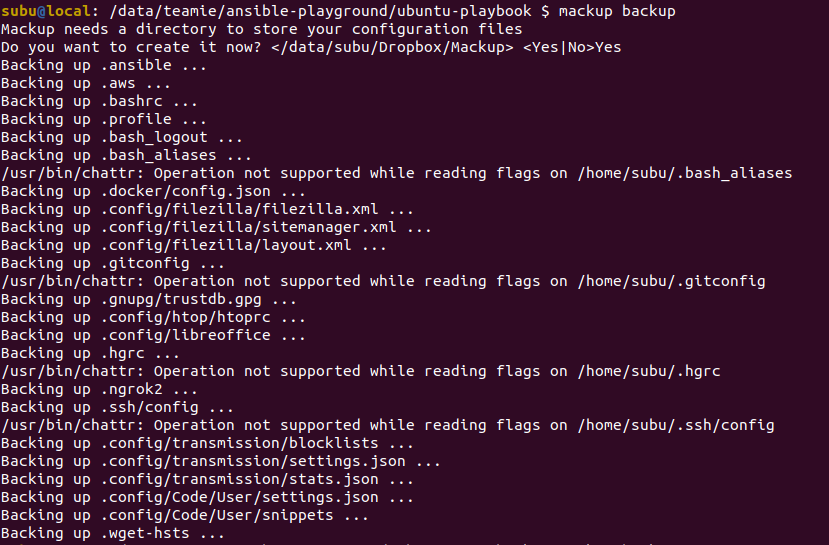 subu@local: /data/teamie/ansible-playground/ubuntu-playbook $ mackup backup
Mackup needs a directory to store your configuration files
Do you want to create it now? </data/subu/Dropbox/Mackup> <Yes|No>Yes
Backing up .ansible ...
Backing up .aws ...
Backing up .bashrc ...
Backing up .profile ...
Backing up .bash_logout ...
Backing up .bash_aliases ...
/usr/bin/chattr: Operation not supported while reading flags on /home/subu/.bash_aliases
Backing up .docker/config.json ...
Backing up .config/filezilla/filezilla.xml ...
Backing up .config/filezilla/sitemanager.xml ...
Backing up .config/filezilla/layout.xml ...
Backing up .gitconfig ...
/usr/bin/chattr: Operation not supported while reading flags on /home/subu/.gitconfig
Backing up .gnupg/trustdb.gpg ...
Backing up .config/htop/htoprc ...
Backing up .config/libreoffice ...
Backing up .hgrc ...
/usr/bin/chattr: Operation not supported while reading flags on /home/subu/.hgrc
Backing up .ngrok2 ...
Backing up .ssh/config ...
/usr/bin/chattr: Operation not supported while reading flags on /home/subu/.ssh/config
Backing up .config/transmission/blocklists ...
Backing up .config/transmission/settings.json ...
Backing up .config/transmission/stats.json ...
Backing up .config/Code/User/settings.json ...
Backing up .config/Code/User/snippets ...
Backing up .wget-hsts ...